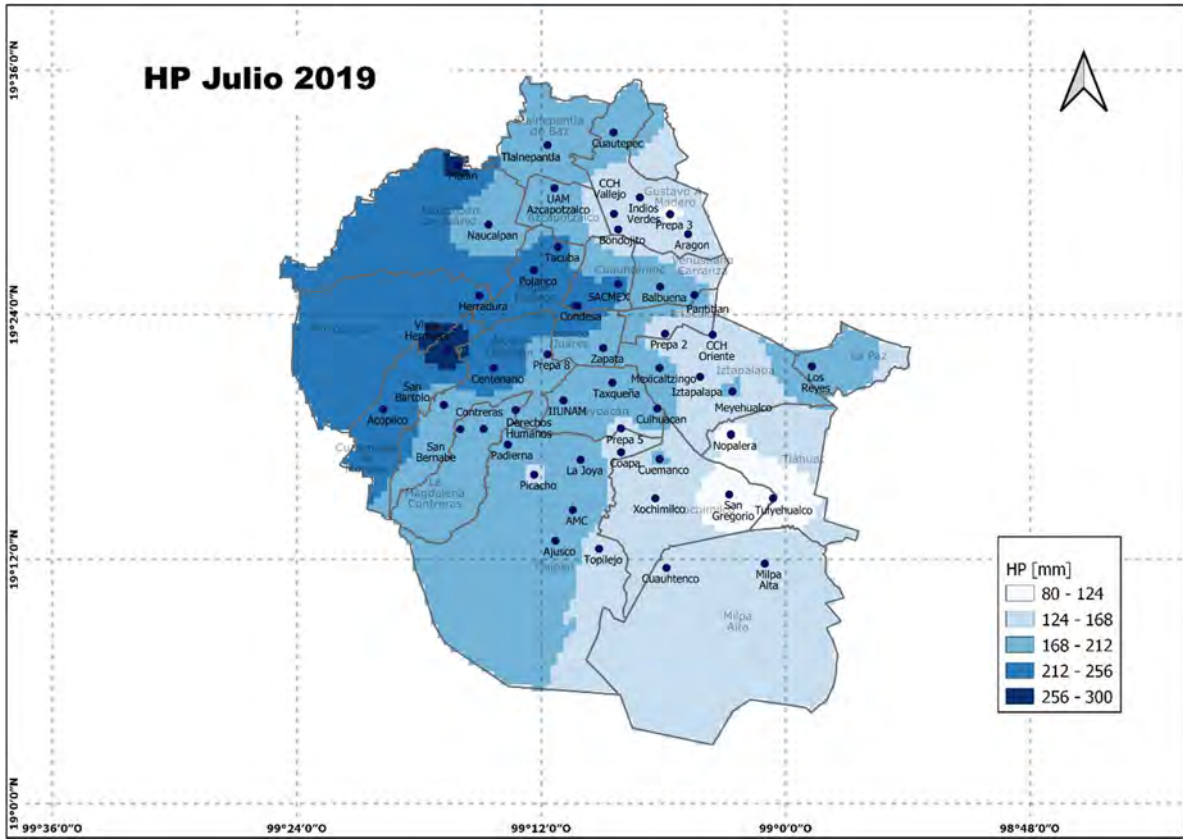 HP Julio 2019
19°36'0"N
19°24'0"N
19°12'0"N
19°0'0"N
Tlalnepantla
de Baz
Cuautepec
Tlalnepantla
Madin
CCH
Vallejo
Gustavo A.
Madero
UAM
Azcapotzalco
Azcapotzalco
Indios
Verdes
Prepa 3
Naucalpan
Bondojito
Aragon
Tacuba
Cuauhtémoc
Venustiano
Carranza
Polanco
Herradura
SACMEX
Balbuena
Pantitlan
Condesa
Juárez
Prepa 2
CCH
Oriente
Prepa 8
Zapata
La Paz
Iztapalapa
Los
Reyes
Centenario
Mexicaltzingo
Taxqueña
Iztapalapa
San
Bartolo
Meyehualco
Acopilco
Contreras
IIUNAM
Derechos
Humanos
Culhuacan
Prepa 5
Nopalera
San
Bernabe
Padierna
Coapa
La Joya
Cuemanco
Tláhuac
La
Magdalena
Contreras
Picacho
Xochimilco
San
Gregorio
Tulyehualco
AMC
Ajusco
Topilejo
Cuauhtenco
Milpa
Alta
Milpa
Alta
HP [mm]
80 - 124
124 - 168
168 - 212
212 - 256
256 - 300
99°36'0"O
99°24'0"O
99°12'0"O
99°0'0"O
98°48'0"O